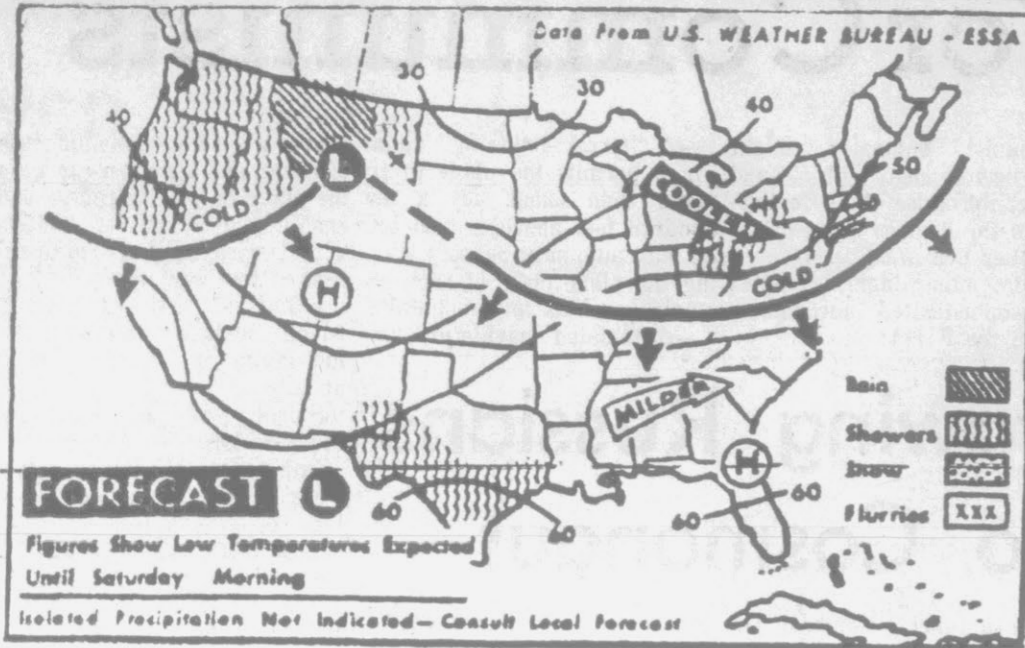 Data From U.S. WEATHER BUREAU - ESSA
30
30
40
40
50
L
COOLER
COLD
COLD
H
MILDER
H
Rain
Showers
Snow
Flurries
XXX
FORECAST
L
60
60
60
60
Figures Show Low Temperatures Expected
Until Saturday Morning
Isolated Precipitation Not Indicated— Consult Local Forecast